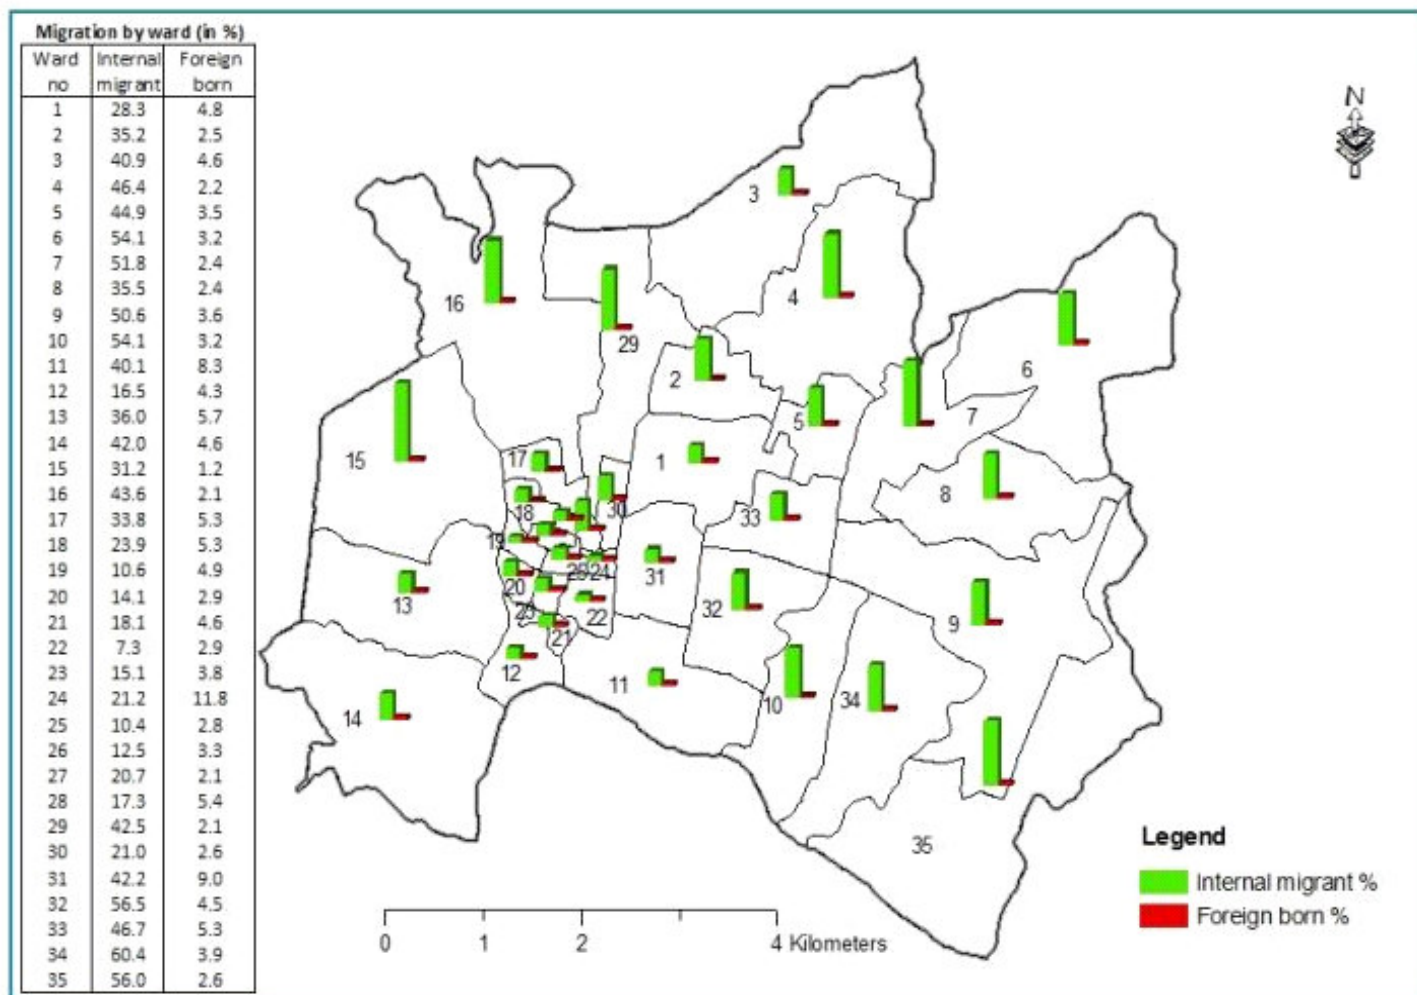 Migration by ward (in %)
Ward no Internal migrant Foreign born
1 28.3 4.8
2 35.2 2.5
3 40.9 4.6
4 46.4 2.2
5 44.9 3.5
6 54.1 3.2
7 51.8 2.4
8 35.5 2.4
9 50.6 3.6
10 54.1 3.2
11 40.1 8.3
12 16.5 4.3
13 36.0 5.7
14 42.0 4.6
15 31.2 1.2
16 43.6 2.1
17 33.8 5.3
18 23.9 5.3
19 10.6 4.9
20 14.1 2.9
21 18.1 4.6
22 7.3 2.9
23 15.1 3.8
24 21.2 11.8
25 10.4 2.8
26 12.5 3.3
27 20.7 2.1
28 17.3 5.4
29 42.5 2.1
30 21.0 2.6
31 42.2 9.0
32 56.5 4.5
33 46.7 5.3
34 60.4 3.9
35 56.0 2.6
N
3
4
16
29
6
2
5
7
15
17
1
8
18
30
33
19
24
31
13
20
32
22
9
21
12
11
10
34
14
35
0 1 2 4 Kilometers
Legend
Internal migrant %
Foreign born %